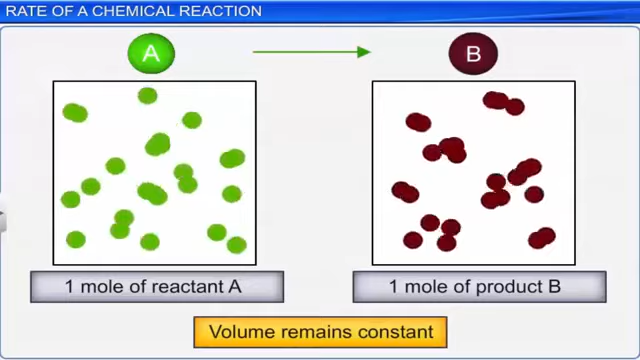 RATE OF A CHEMICAL REACTION
A
B
1 mole of reactant A
1 mole of product B
Volume remains constant